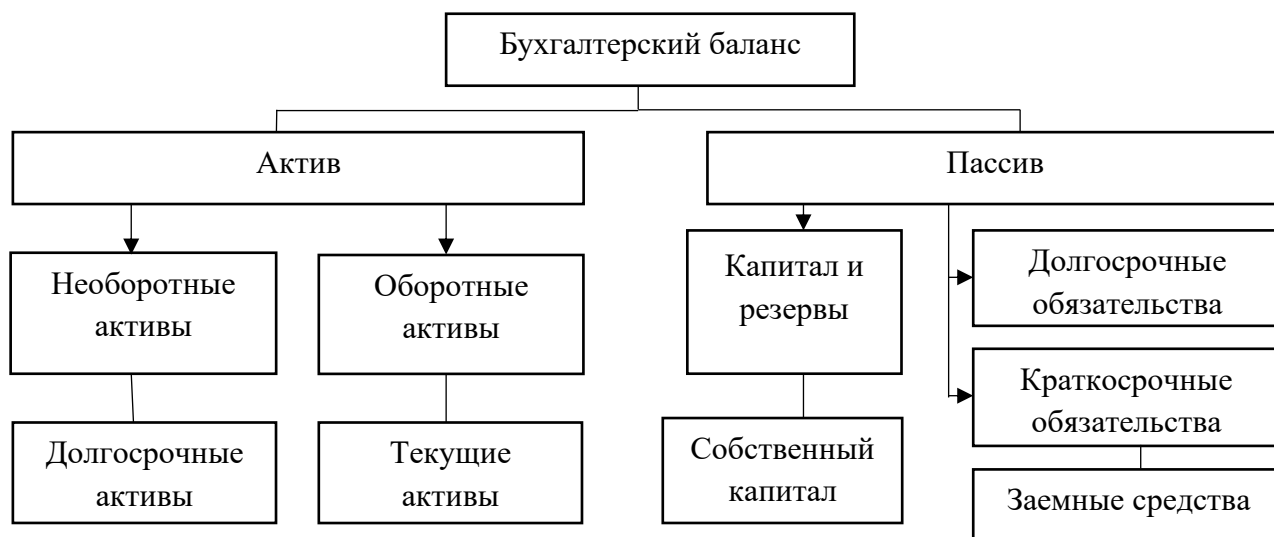 Бухгалтерский баланс
Актив
Пассив
Необоротные
активы
Оборотные
активы
Капитал и
резервы
Долгосрочные
обязательства
Краткосрочные
обязательства
Долгосрочные
активы
Текущие
активы
Собственный
капитал
Заемные средства